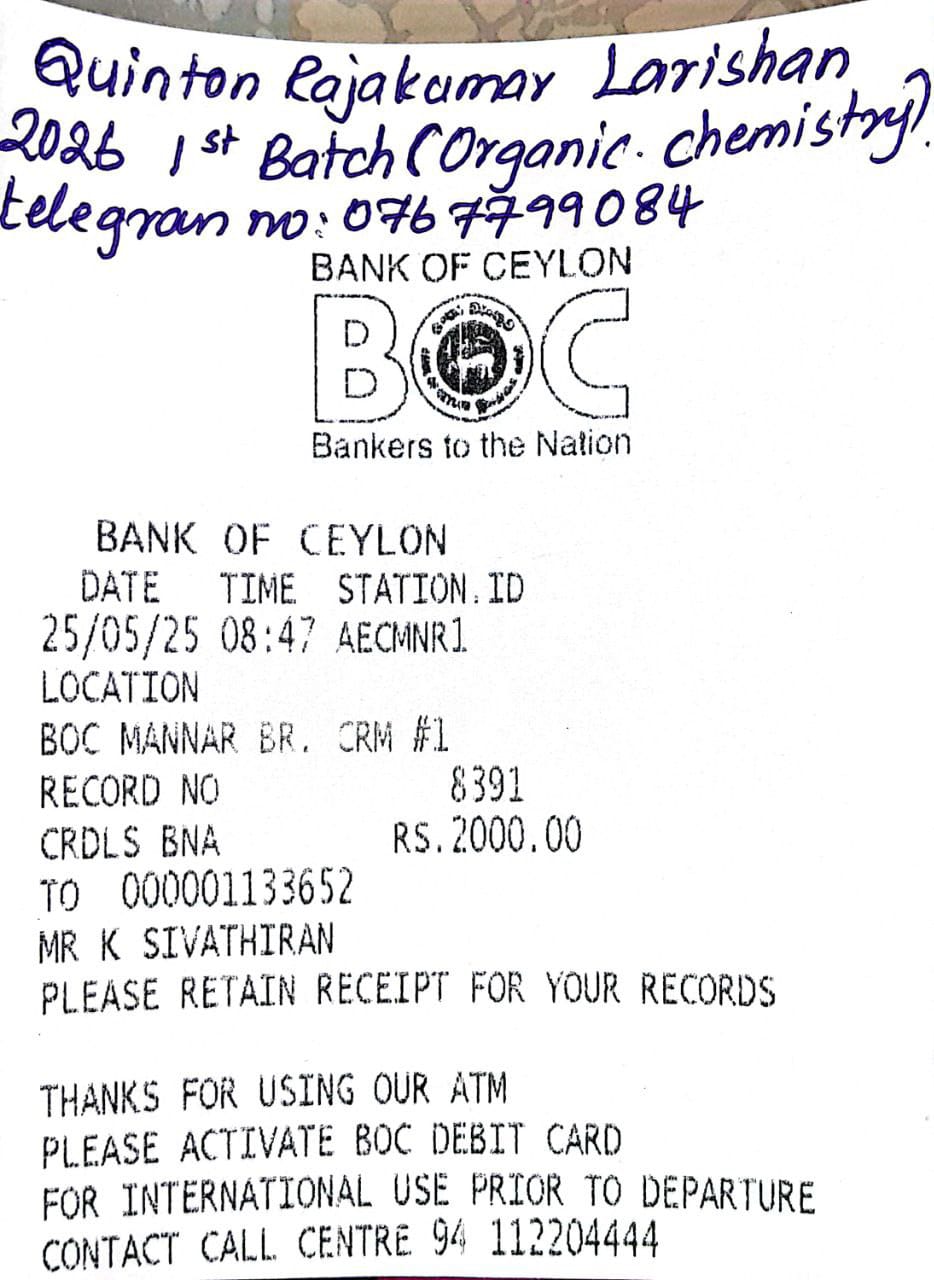 Quinton Rajakumar Larishan
2026 1st Batch (Organic. chemistry).
telegran no: 0767799084
BANK OF CEYLON
BOC
Bankers to the Nation
BANK OF CEYLON
DATE TIME STATION.ID
25/05/25 08:47 AECMNR1
LOCATION
BOC MANNAR BR. CRM #1
RECORD NO 8391
CRDLS BNA RS.2000.00
TO 000001133652
MR K SIVATHIRAN
PLEASE RETAIN RECEIPT FOR YOUR RECORDS
THANKS FOR USING OUR ATM
PLEASE ACTIVATE BOC DEBIT CARD
FOR INTERNATIONAL USE PRIOR TO DEPARTURE
CONTACT CALL CENTRE 94 112204444